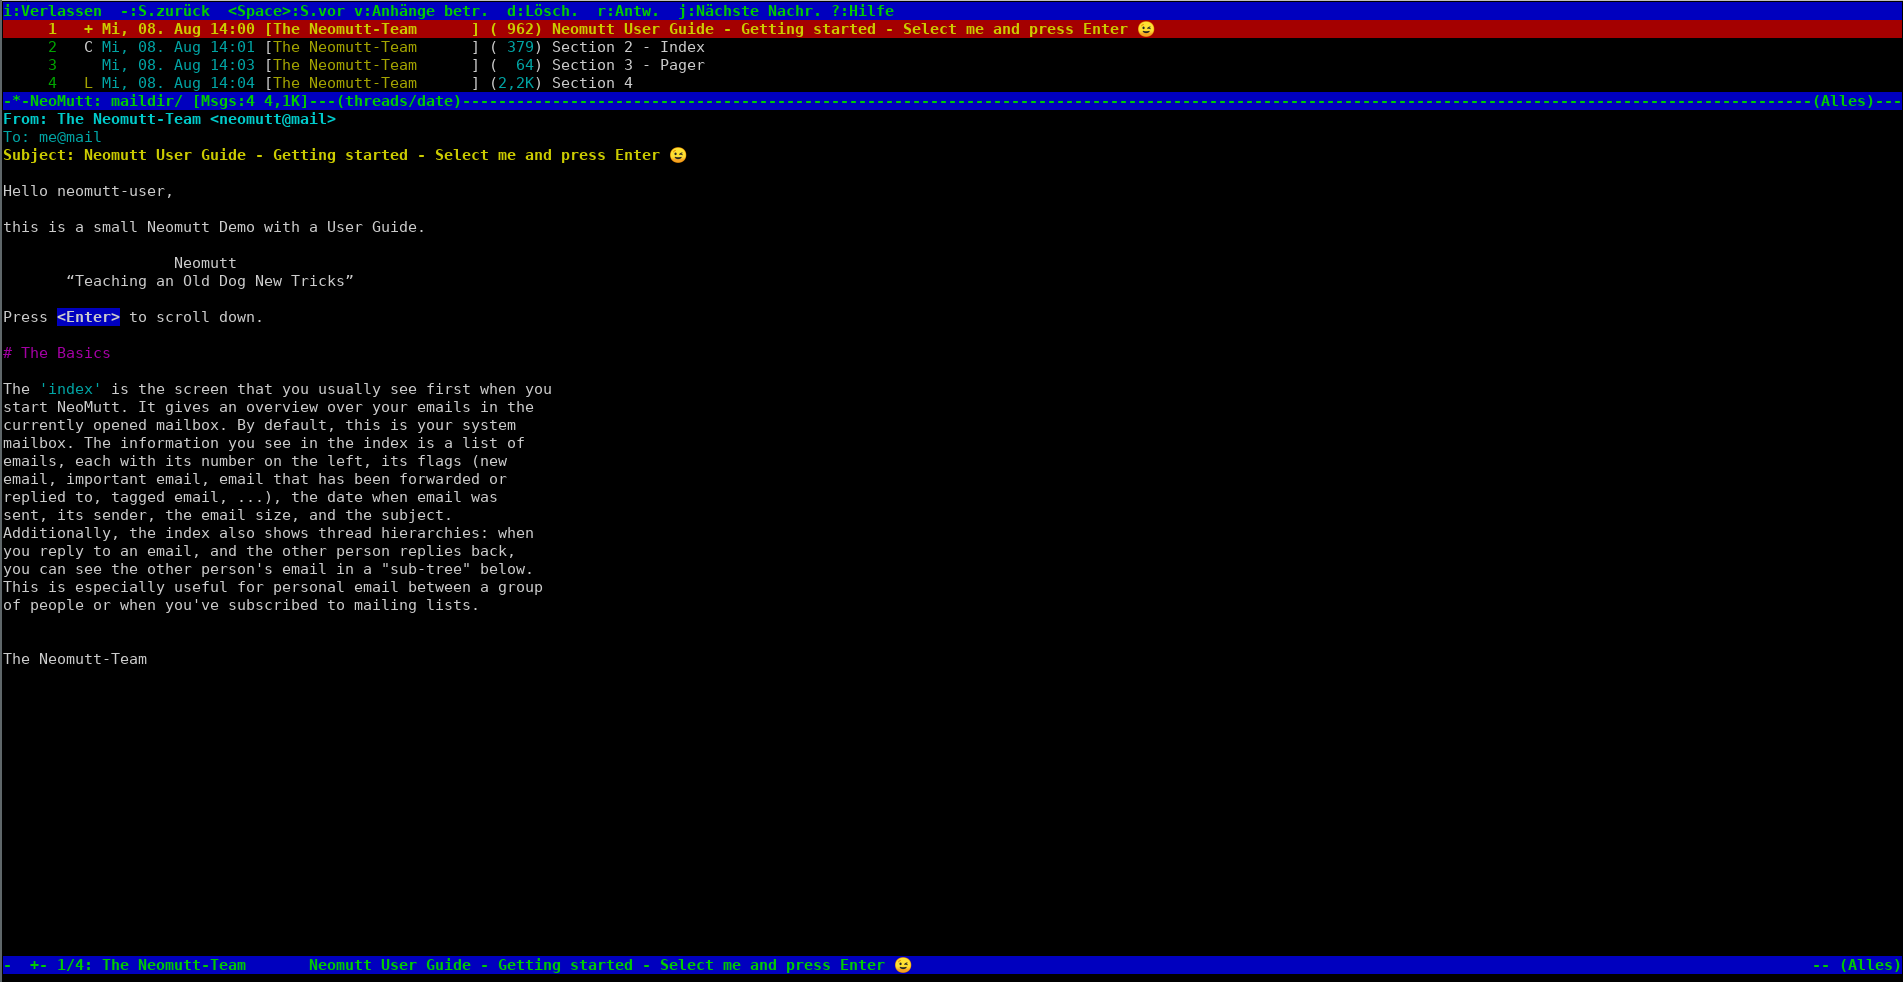 i:Verlassen  -:S.zurück  <Space>:S.vor v:Anhänge betr.  d:Lösch.  r:Antw.  j:Nächste Nachr. ?:Hilfe
     1   + Mi, 08. Aug 14:00 [The Neomutt-Team      ] ( 962) Neomutt User Guide - Getting started - Select me and press Enter 😉
     2   C Mi, 08. Aug 14:01 [The Neomutt-Team      ] ( 379) Section 2 - Index
     3     Mi, 08. Aug 14:03 [The Neomutt-Team      ] (  64) Section 3 - Pager
     4   L Mi, 08. Aug 14:04 [The Neomutt-Team      ] (2,2K) Section 4
-*-NeoMutt: maildir/ [Msgs:4 4,1K]---(threads/date)------------------------------------------------------------------------------------------------------------------------------------------------------(Alles)---
From: The Neomutt-Team <neomutt@mail>
To: me@mail
Subject: Neomutt User Guide - Getting started - Select me and press Enter 😉

Hello neomutt-user,

this is a small Neomutt Demo with a User Guide.

                   Neomutt
       “Teaching an Old Dog New Tricks”

Press <Enter> to scroll down.

# The Basics

The 'index' is the screen that you usually see first when you
start NeoMutt. It gives an overview over your emails in the
currently opened mailbox. By default, this is your system
mailbox. The information you see in the index is a list of
emails, each with its number on the left, its flags (new
email, important email, email that has been forwarded or
replied to, tagged email, ...), the date when email was
sent, its sender, the email size, and the subject.
Additionally, the index also shows thread hierarchies: when
you reply to an email, and the other person replies back,
you can see the other person's email in a "sub-tree" below.
This is especially useful for personal email between a group
of people or when you've subscribed to mailing lists.

The Neomutt-Team

-  +- 1/4: The Neomutt-Team       Neomutt User Guide - Getting started - Select me and press Enter 😉 -- (Alles)